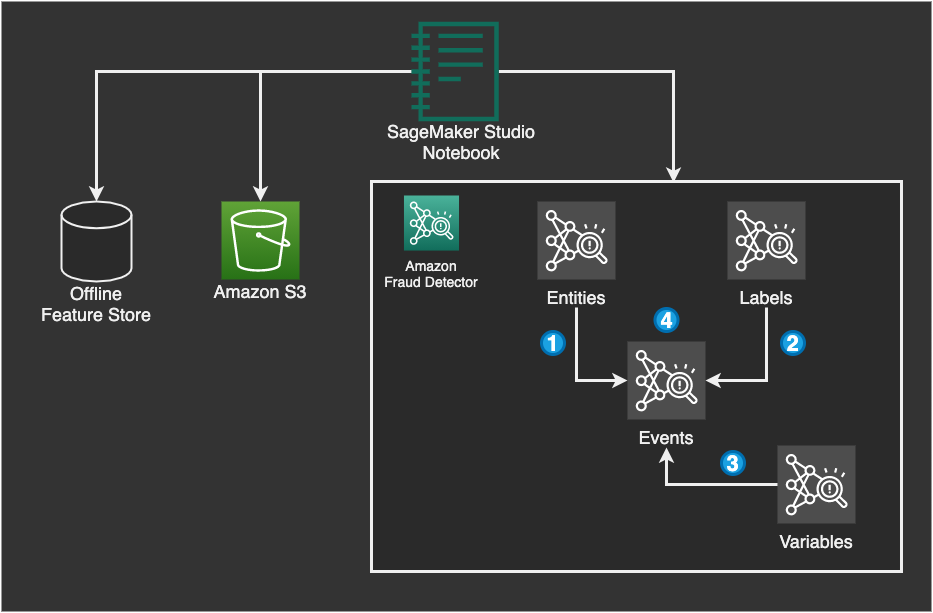 SageMaker Studio
Notebook
Offline
Feature Store
Amazon S3
Amazon
Fraud Detector
Entities
Labels
1
4
2
Events
3
Variables